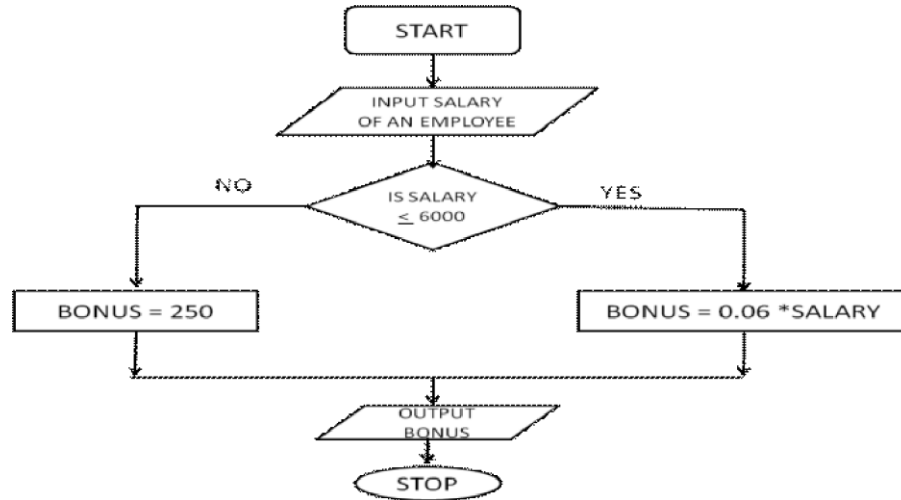 START
INPUT SALARY
OF AN EMPLOYEE
NO
IS SALARY
≤ 6000
YES
BONUS = 250
BONUS = 0.06 *SALARY
OUTPUT
BONUS
STOP